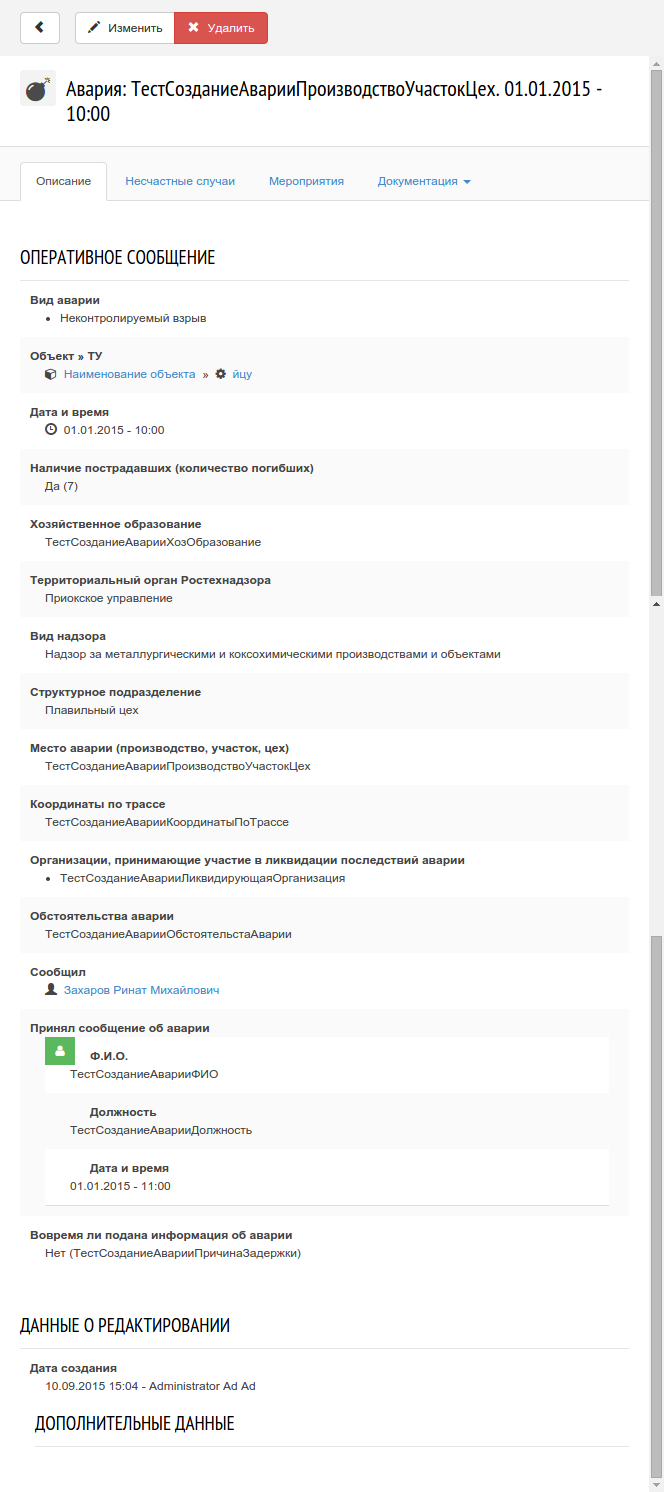 Изменить Удалить
Авария: ТестСозданиеАварииПроизводствоУчастокЦех. 01.01.2015 -
10:00
Описание Несчастные случаи Мероприятия Документация
ОПЕРАТИВНОЕ СООБЩЕНИЕ
Вид аварии
• Неконтролируемый взрыв
Объект » ТУ
Наименование объекта » йцу
Дата и время
01.01.2015 - 10:00
Наличие пострадавших (количество погибших)
Да (7)
Хозяйственное образование
ТестСозданиеАварииХозОбразование
Территориальный орган Ростехнадзора
Приокское управление
Вид надзора
Надзор за металлургическими и коксохимическими производствами и объектами
Структурное подразделение
Плавильный цех
Место аварии (производство, участок, цех)
ТестСозданиеАварииПроизводствоУчастокЦех
Координаты по трассе
ТестСозданиеАварииКоординатыПоТрассе
Организации, принимающие участие в ликвидации последствий аварии
• ТестСозданиеАварииЛиквидирующаяОрганизация
Обстоятельства аварии
ТестСозданиеАварииОбстоятельстаАварии
Сообщил
Захаров Ринат Михайлович
Принял сообщение об аварии
Ф.И.О.
ТестСозданиеАварииФИО
Должность
ТестСозданиеАварииДолжность
Дата и время
01.01.2015 - 11:00
Вовремя ли подана информация об аварии
Нет (ТестСозданиеАварииПричинаЗадержки)
ДАННЫЕ О РЕДАКТИРОВАНИИ
Дата создания
10.09.2015 15:04 - Administrator Ad Ad
ДОПОЛНИТЕЛЬНЫЕ ДАННЫЕ